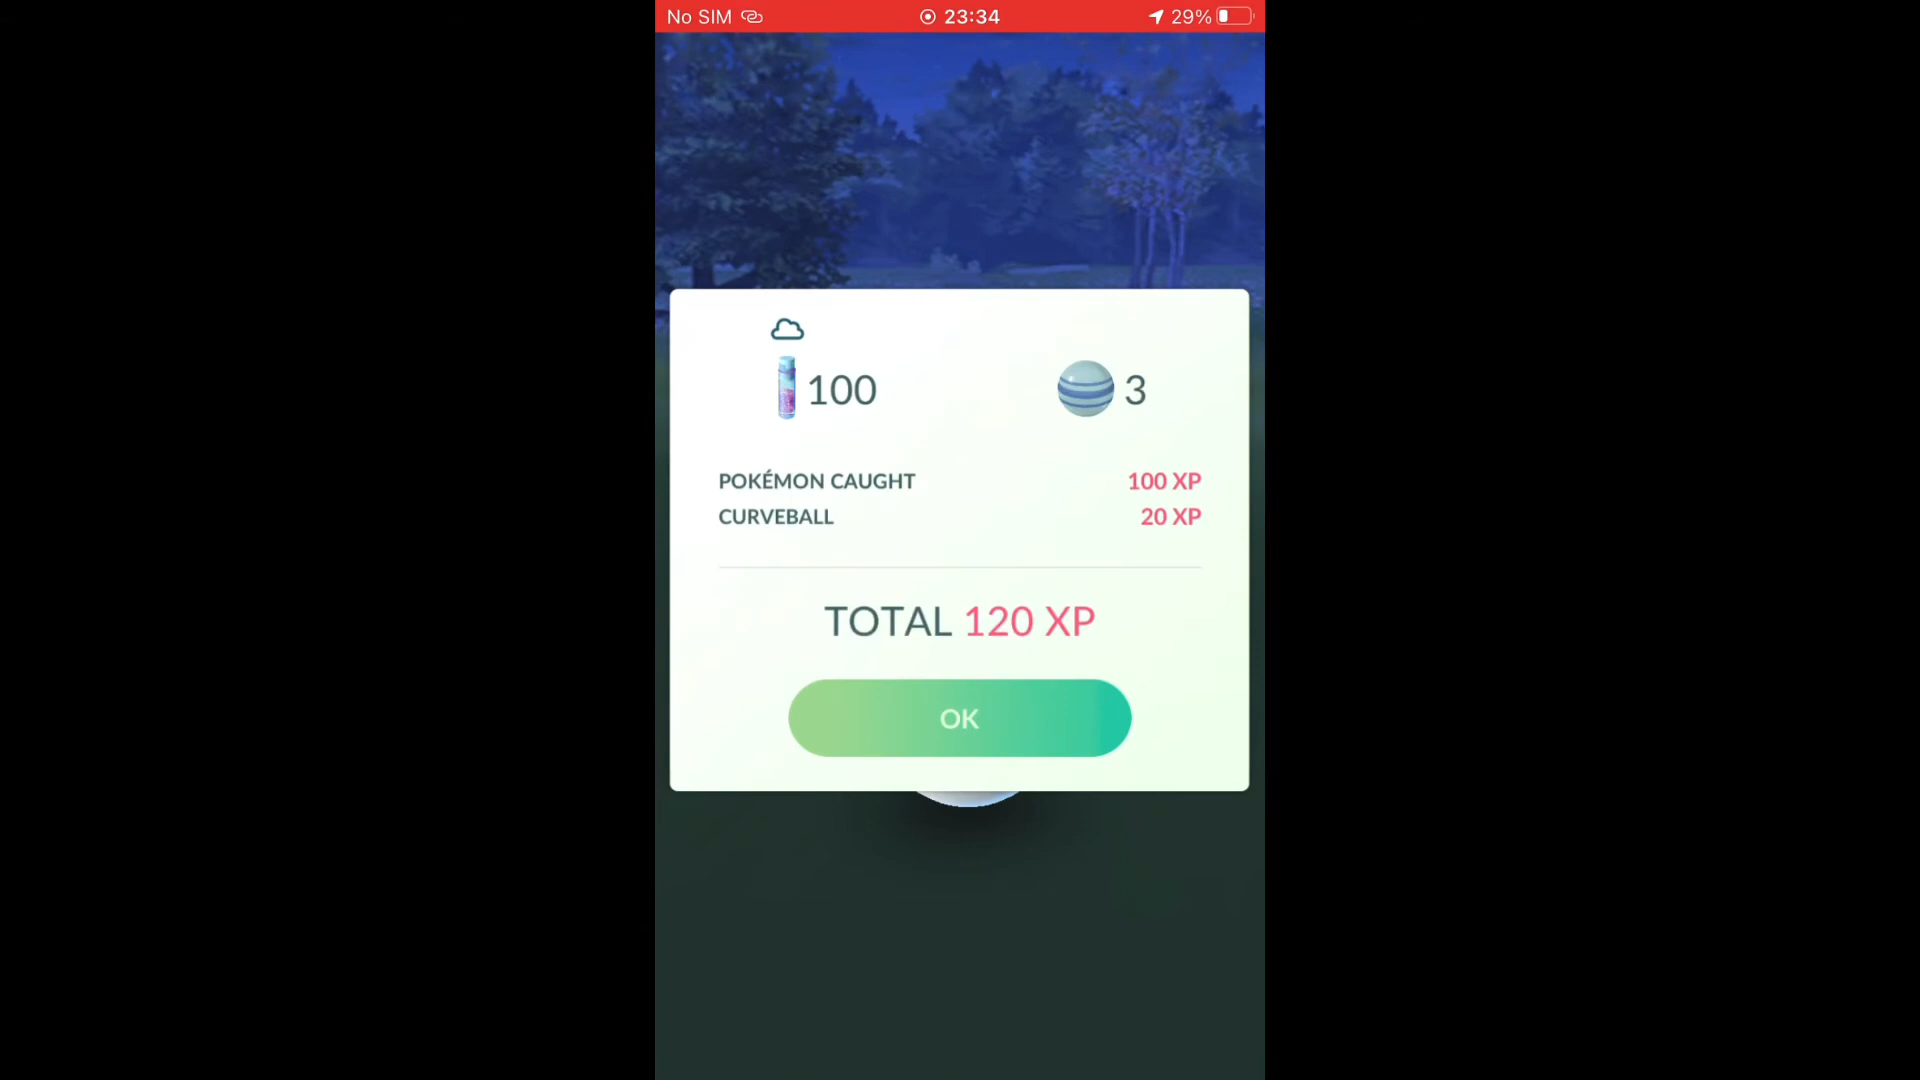 No SIM 23:34 29%
100 3
POKÉMON CAUGHT 100 XP
CURVEBALL 20 XP
TOTAL 120 XP
OK